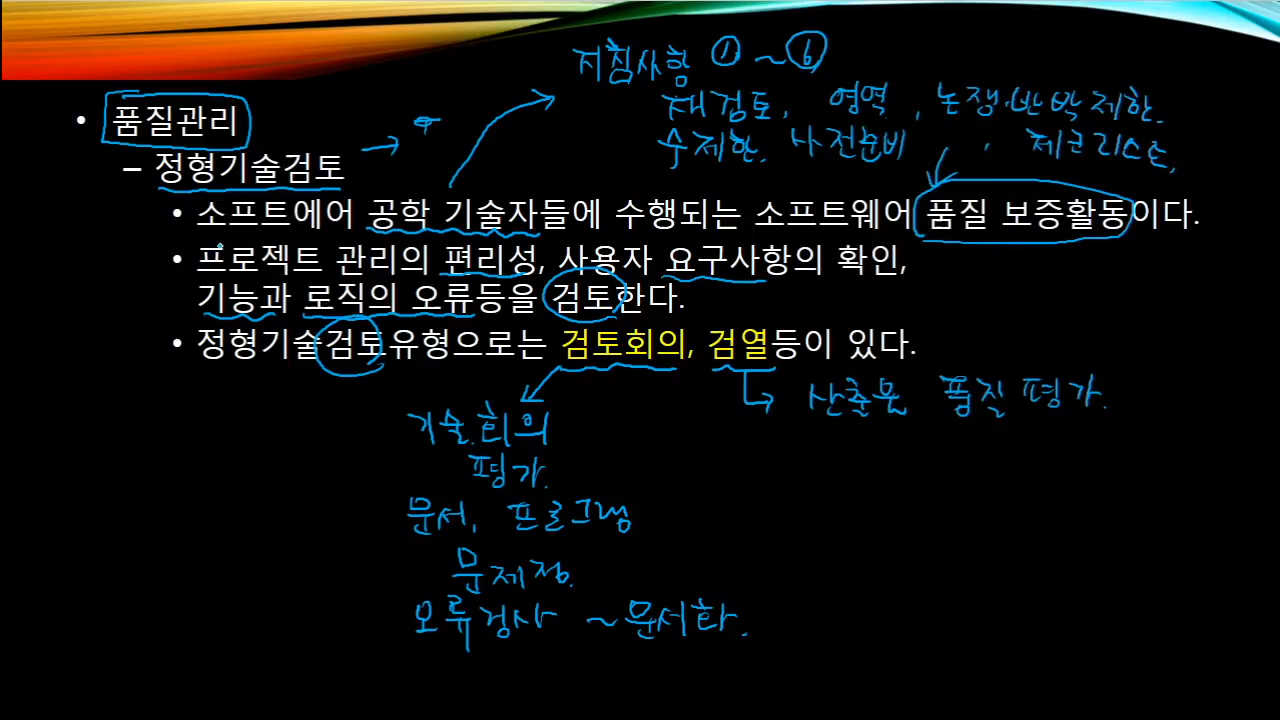 지침사항 ① ~ ⑥
재검토, 영역, 논쟁.반박제한.
수제한. 사전준비, 체크리스트,
• 품질관리
– 정형기술검토
• 소프트에어 공학 기술자들에 수행되는 소프트웨어 품질 보증활동이다.
• 프로젝트 관리의 편리성, 사용자 요구사항의 확인,
기능과 로직의 오류등을 검토한다.
• 정형기술검토유형으로는 검토회의, 검열등이 있다.
산출문 품질평가.
기술.회의
평가.
문서, 프로그램
문제점.
오류검사 ~문서화.